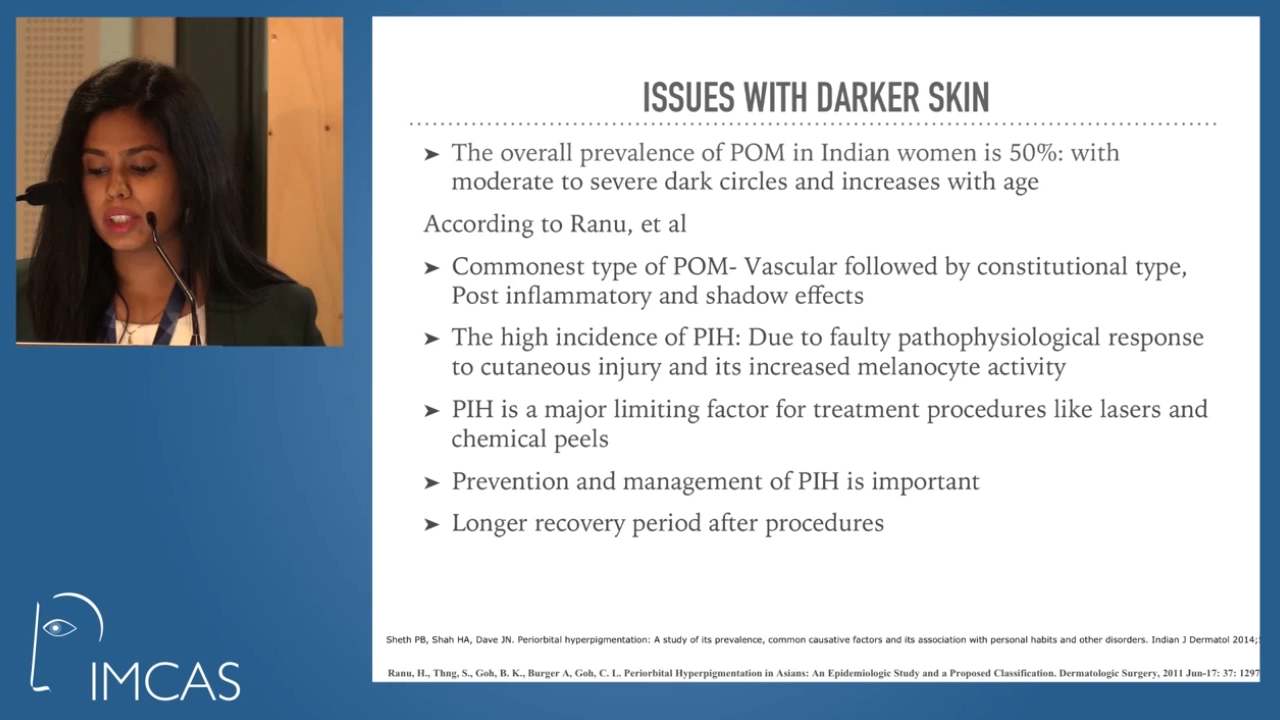 ISSUES WITH DARKER SKIN
➤ The overall prevalence of POM in Indian women is 50%: with
moderate to severe dark circles and increases with age
According to Ranu, et al
➤ Commonest type of POM- Vascular followed by constitutional type,
Post inflammatory and shadow effects
➤ The high incidence of PIH: Due to faulty pathophysiological response
to cutaneous injury and its increased melanocyte activity
➤ PIH is a major limiting factor for treatment procedures like lasers and
chemical peels
➤ Prevention and management of PIH is important
➤ Longer recovery period after procedures
Sheth PB, Shah HA, Dave JN. Periorbital hyperpigmentation: A study of its prevalence, common causative factors and its association with personal habits and other disorders. Indian J Dermatol 2014;
Ranu, H., Thng, S., Goh, B. K., Burger A, Goh, C. L. Periorbital Hyperpigmentation in Asians: An Epidemiologic Study and a Proposed Classification. Dermatologic Surgery, 2011 Jun-17: 37: 1297
IMCAS